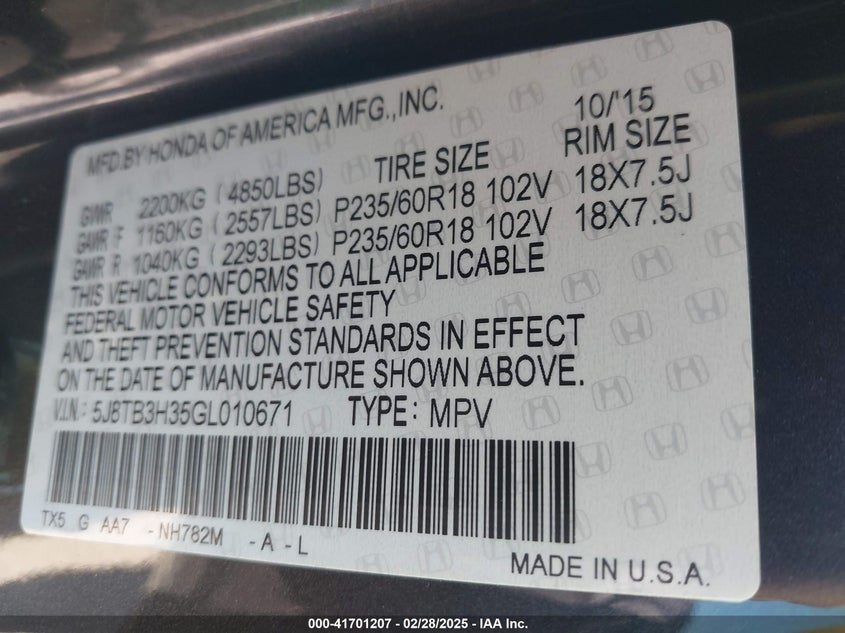 MFD.BY HONDA OF AMERICA MFG.,INC. 10/'15
TIRE SIZE RIM SIZE
GVWR 2200KG (4850LBS)
GAWR F 1160KG (2557LBS) P235/60R18 102V 18X7.5J
GAWR R 1040KG (2293LBS) P235/60R18 102V 18X7.5J
THIS VEHICLE CONFORMS TO ALL APPLICABLE
FEDERAL MOTOR VEHICLE SAFETY
AND THEFT PREVENTION STANDARDS IN EFFECT
ON THE DATE OF MANUFACTURE SHOWN ABOVE.
V.I.N.: 5J8TB3H35GL010671 TYPE: MPV
TX5 G AA7 -NH782M -A -L
MADE IN U.S.A.
000-41701207 - 02/28/2025 - IAA Inc.